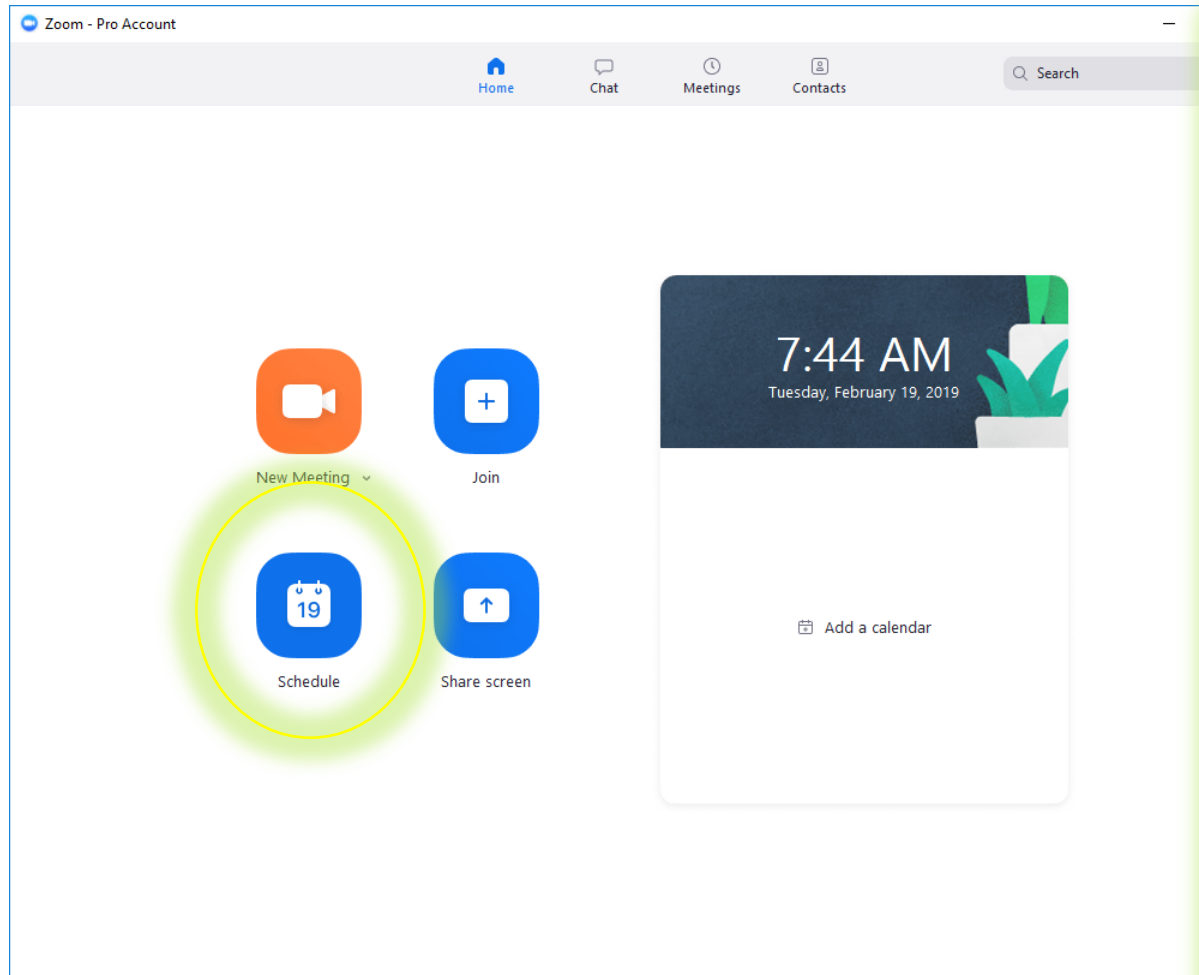 Zoom - Pro Account
Home Chat Meetings Contacts Search
7:44 AM
Tuesday, February 19, 2019
New Meeting Join
19
Schedule Share screen
Add a calendar